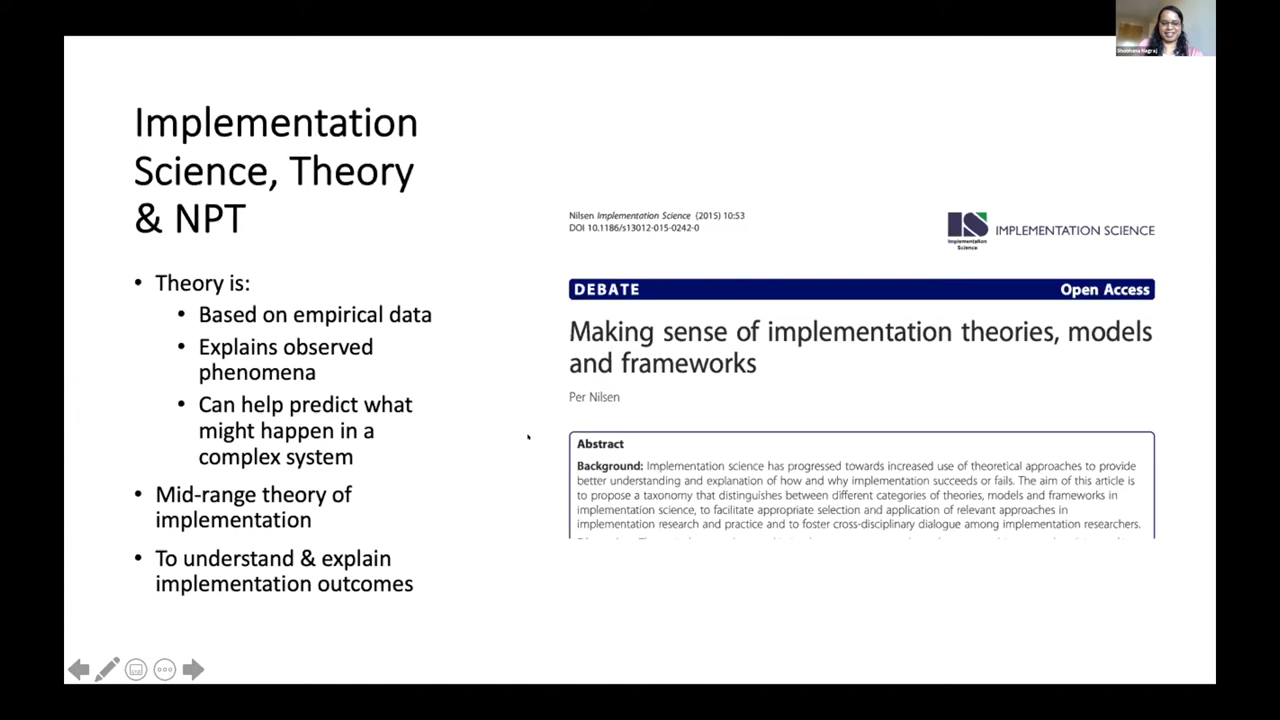 Shobhana Nagraj
Implementation
Science, Theory
& NPT
• Theory is:
• Based on empirical data
• Explains observed
phenomena
• Can help predict what
might happen in a
complex system
• Mid-range theory of
implementation
• To understand & explain
implementation outcomes
Nilsen Implementation Science (2015) 10:53
DOI 10.1186/s13012-015-0242-0
IS
Implementation
Science
IMPLEMENTATION SCIENCE
DEBATE
Open Access
Making sense of implementation theories, models
and frameworks
Per Nilsen
Abstract
Background: Implementation science has progressed towards increased use of theoretical approaches to provide
better understanding and explanation of how and why implementation succeeds or fails. The aim of this article is
to propose a taxonomy that distinguishes between different categories of theories, models and frameworks in
implementation science, to facilitate appropriate selection and application of relevant approaches in
implementation research and practice and to foster cross-disciplinary dialogue among implementation researchers.